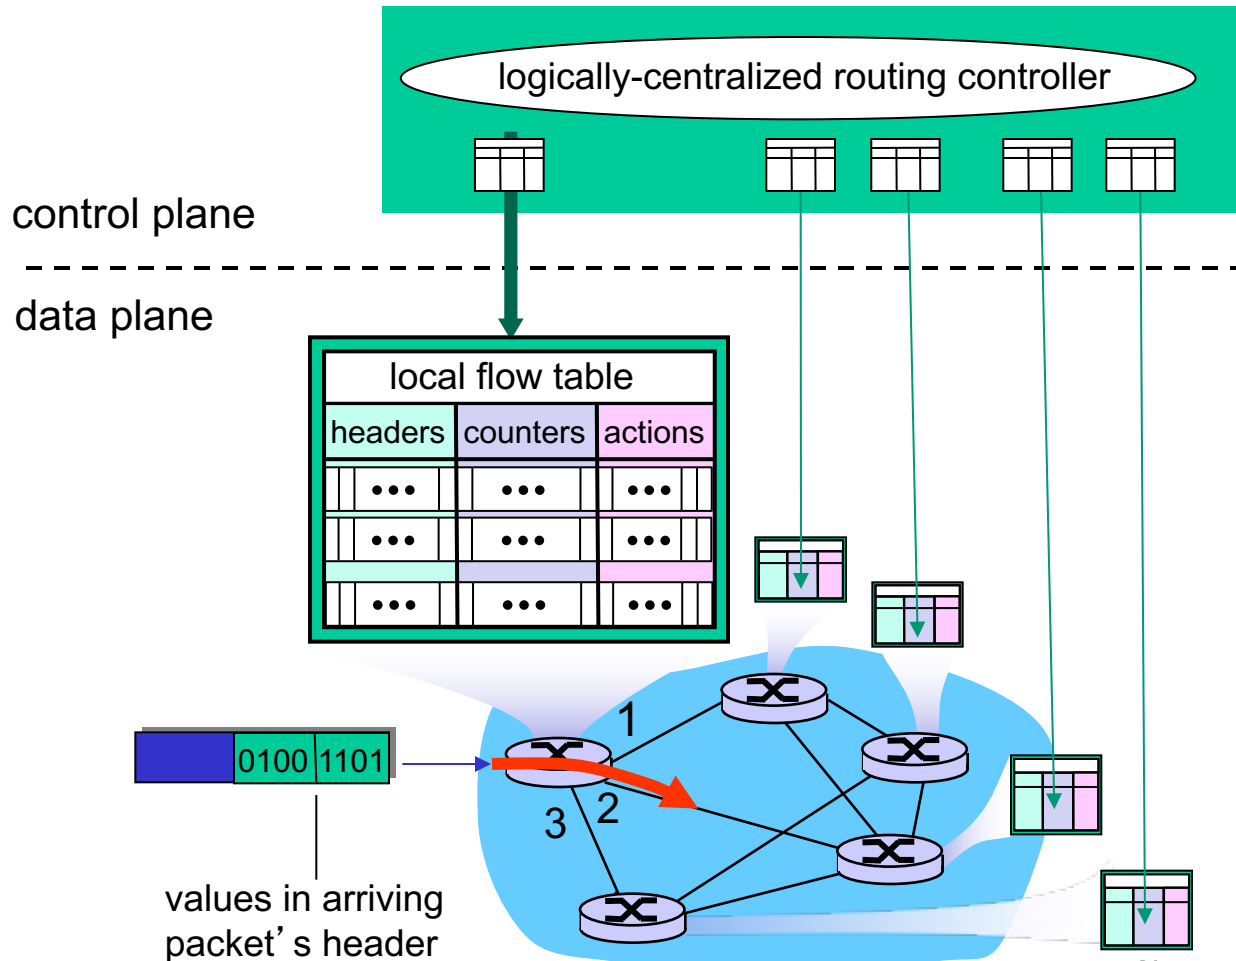 logically-centralized routing controller
control plane
data plane
local flow table
headers counters actions
1
0100 1101
3 2
values in arriving
packet’ s header